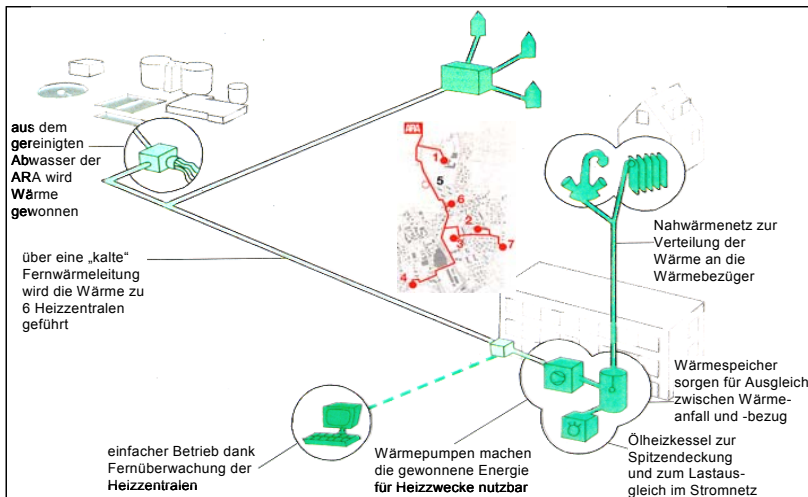 aus dem
gereinigten
Abwasser der
ARA wird
Wärme
gewonnen
über eine „kalte“
Fernwärmeleitung
wird die Wärme zu
6 Heizzentralen
geführt
ARA
1
5
6
2
3
7
4
Nahwärmenetz zur
Verteilung der
Wärme an die
Wärmebezüger
Wärmespeicher
sorgen für Ausgleich
zwischen Wärme-
anfall und -bezug
Ölheizkessel zur
Spitzendeckung
und zum Lastaus-
gleich im Stromnetz
einfacher Betrieb dank
Fernüberwachung der
Heizzentralen
Wärmepumpen machen
die gewonnene Energie
für Heizzwecke nutzbar